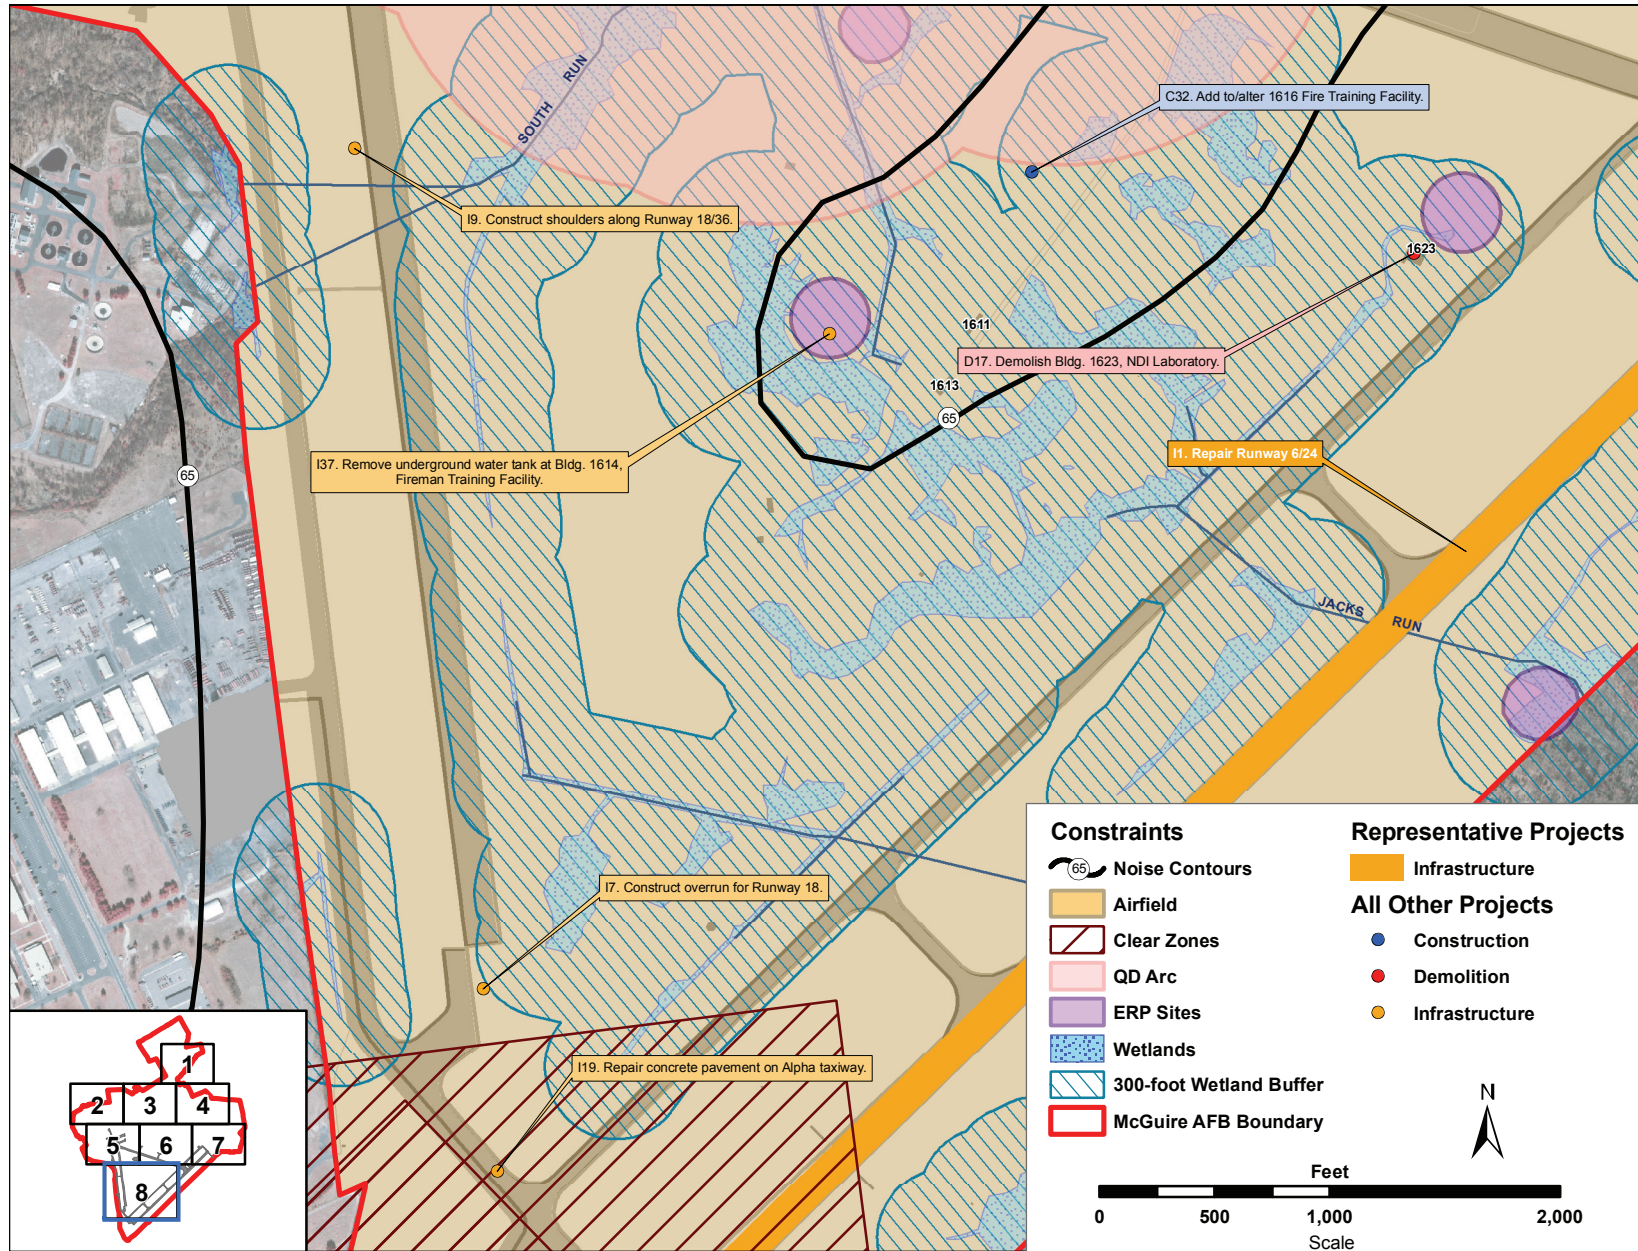 SOUTH RUN
C32. Add to/alter 1616 Fire Training Facility.
I9. Construct shoulders along Runway 18/36.
1623
1611
D17. Demolish Bldg. 1623, NDI Laboratory.
1613
65
I1. Repair Runway 6/24
I37. Remove underground water tank at Bldg. 1614,
Fireman Training Facility.
65
JACKS RUN
I7. Construct overrun for Runway 18.
I19. Repair concrete pavement on Alpha taxiway.
Constraints
65 Noise Contours
Airfield
Clear Zones
QD Arc
ERP Sites
Wetlands
300-foot Wetland Buffer
McGuire AFB Boundary
Representative Projects
Infrastructure
All Other Projects
Construction
Demolition
Infrastructure
N
Feet
0 500 1,000 2,000
Scale
1
2 3 4
5 6 7
8